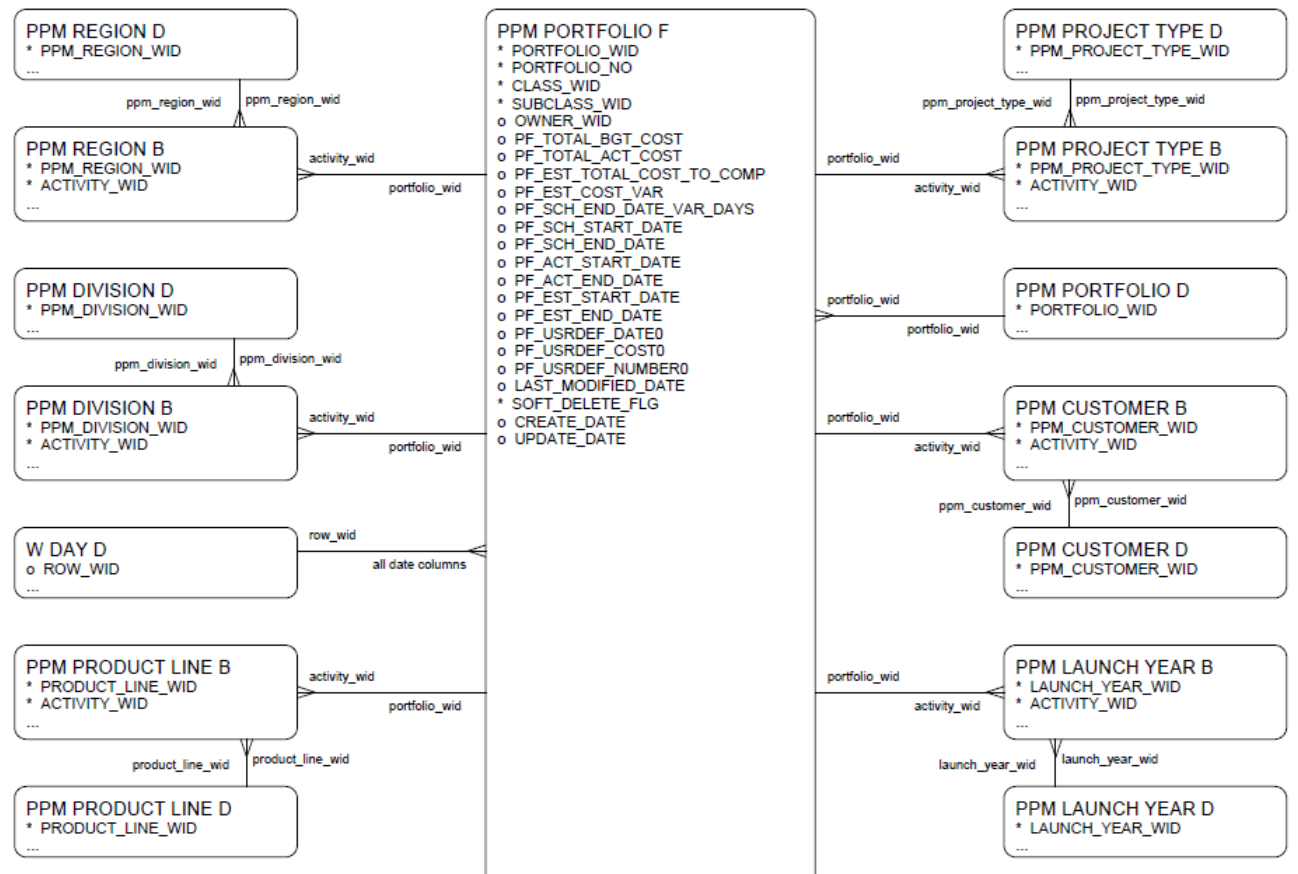 PPM REGION D
* PPM_REGION_WID
...
ppm_region_wid
ppm_region_wid
PPM REGION B
* PPM_REGION_WID
* ACTIVITY_WID
...
activity_wid
portfolio_wid
PPM DIVISION D
* PPM_DIVISION_WID
...
ppm_division_wid
ppm_division_wid
PPM DIVISION B
* PPM_DIVISION_WID
* ACTIVITY_WID
...
activity_wid
portfolio_wid
W DAY D
o ROW_WID
...
row_wid
all date columns
PPM PRODUCT LINE B
* PRODUCT_LINE_WID
* ACTIVITY_WID
...
activity_wid
portfolio_wid
product_line_wid
product_line_wid
PPM PRODUCT LINE D
* PRODUCT_LINE_WID
...
PPM PORTFOLIO F
* PORTFOLIO_WID
* PORTFOLIO_NO
* CLASS_WID
* SUBCLASS_WID
o OWNER_WID
o PF_TOTAL_BGT_COST
o PF_TOTAL_ACT_COST
o PF_EST_TOTAL_COST_TO_COMP
o PF_EST_COST_VAR
o PF_SCH_END_DATE_VAR_DAYS
o PF_SCH_START_DATE
o PF_SCH_END_DATE
o PF_ACT_START_DATE
o PF_ACT_END_DATE
o PF_EST_START_DATE
o PF_EST_END_DATE
o PF_USRDEF_DATE0
o PF_USRDEF_COST0
o PF_USRDEF_NUMBER0
o LAST_MODIFIED_DATE
* SOFT_DELETE_FLG
o CREATE_DATE
o UPDATE_DATE
PPM PROJECT TYPE D
* PPM_PROJECT_TYPE_WID
...
ppm_project_type_wid
ppm_project_type_wid
PPM PROJECT TYPE B
* PPM_PROJECT_TYPE_WID
* ACTIVITY_WID
...
portfolio_wid
activity_wid
PPM PORTFOLIO D
* PORTFOLIO_WID
...
portfolio_wid
portfolio_wid
PPM CUSTOMER B
* PPM_CUSTOMER_WID
* ACTIVITY_WID
...
portfolio_wid
activity_wid
ppm_customer_wid
ppm_customer_wid
PPM CUSTOMER D
* PPM_CUSTOMER_WID
...
PPM LAUNCH YEAR B
* LAUNCH_YEAR_WID
* ACTIVITY_WID
...
portfolio_wid
activity_wid
launch_year_wid
launch_year_wid
PPM LAUNCH YEAR D
* LAUNCH_YEAR_WID
...